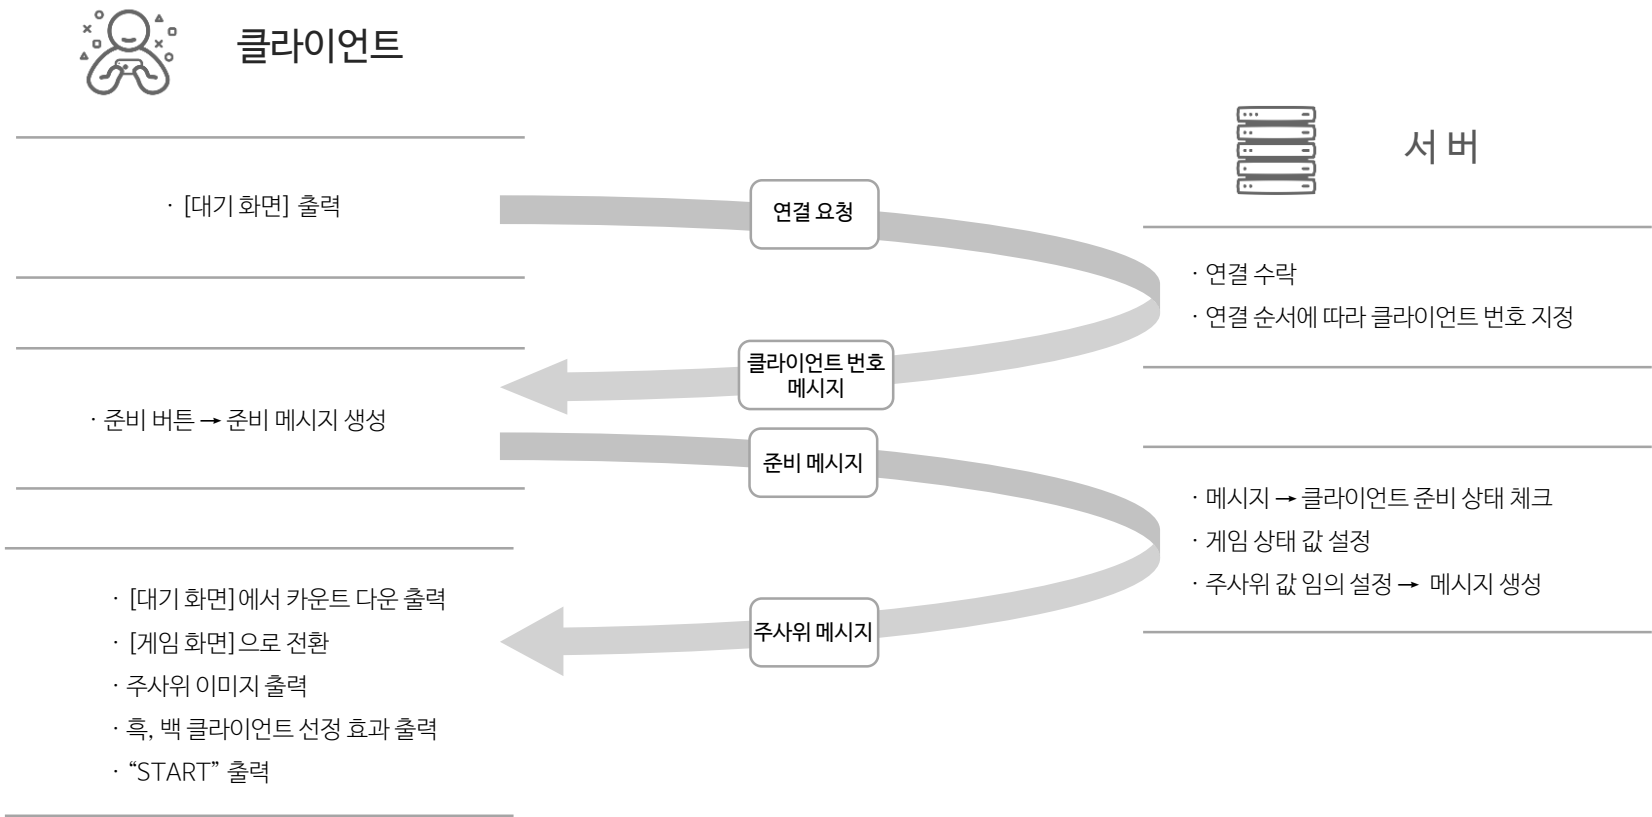 클라이언트
서 버
· [대기 화면] 출력
연결 요청
· 연결 수락
· 연결 순서에 따라 클라이언트 번호 지정
클라이언트 번호
메시지
· 준비 버튼 → 준비 메시지 생성
준비 메시지
· 메시지 → 클라이언트 준비 상태 체크
· 게임 상태 값 설정
· 주사위 값 임의 설정 → 메시지 생성
주사위 메시지
· [대기 화면]에서 카운트 다운 출력
· [게임 화면]으로 전환
· 주사위 이미지 출력
· 흑, 백 클라이언트 선정 효과 출력
· “START” 출력